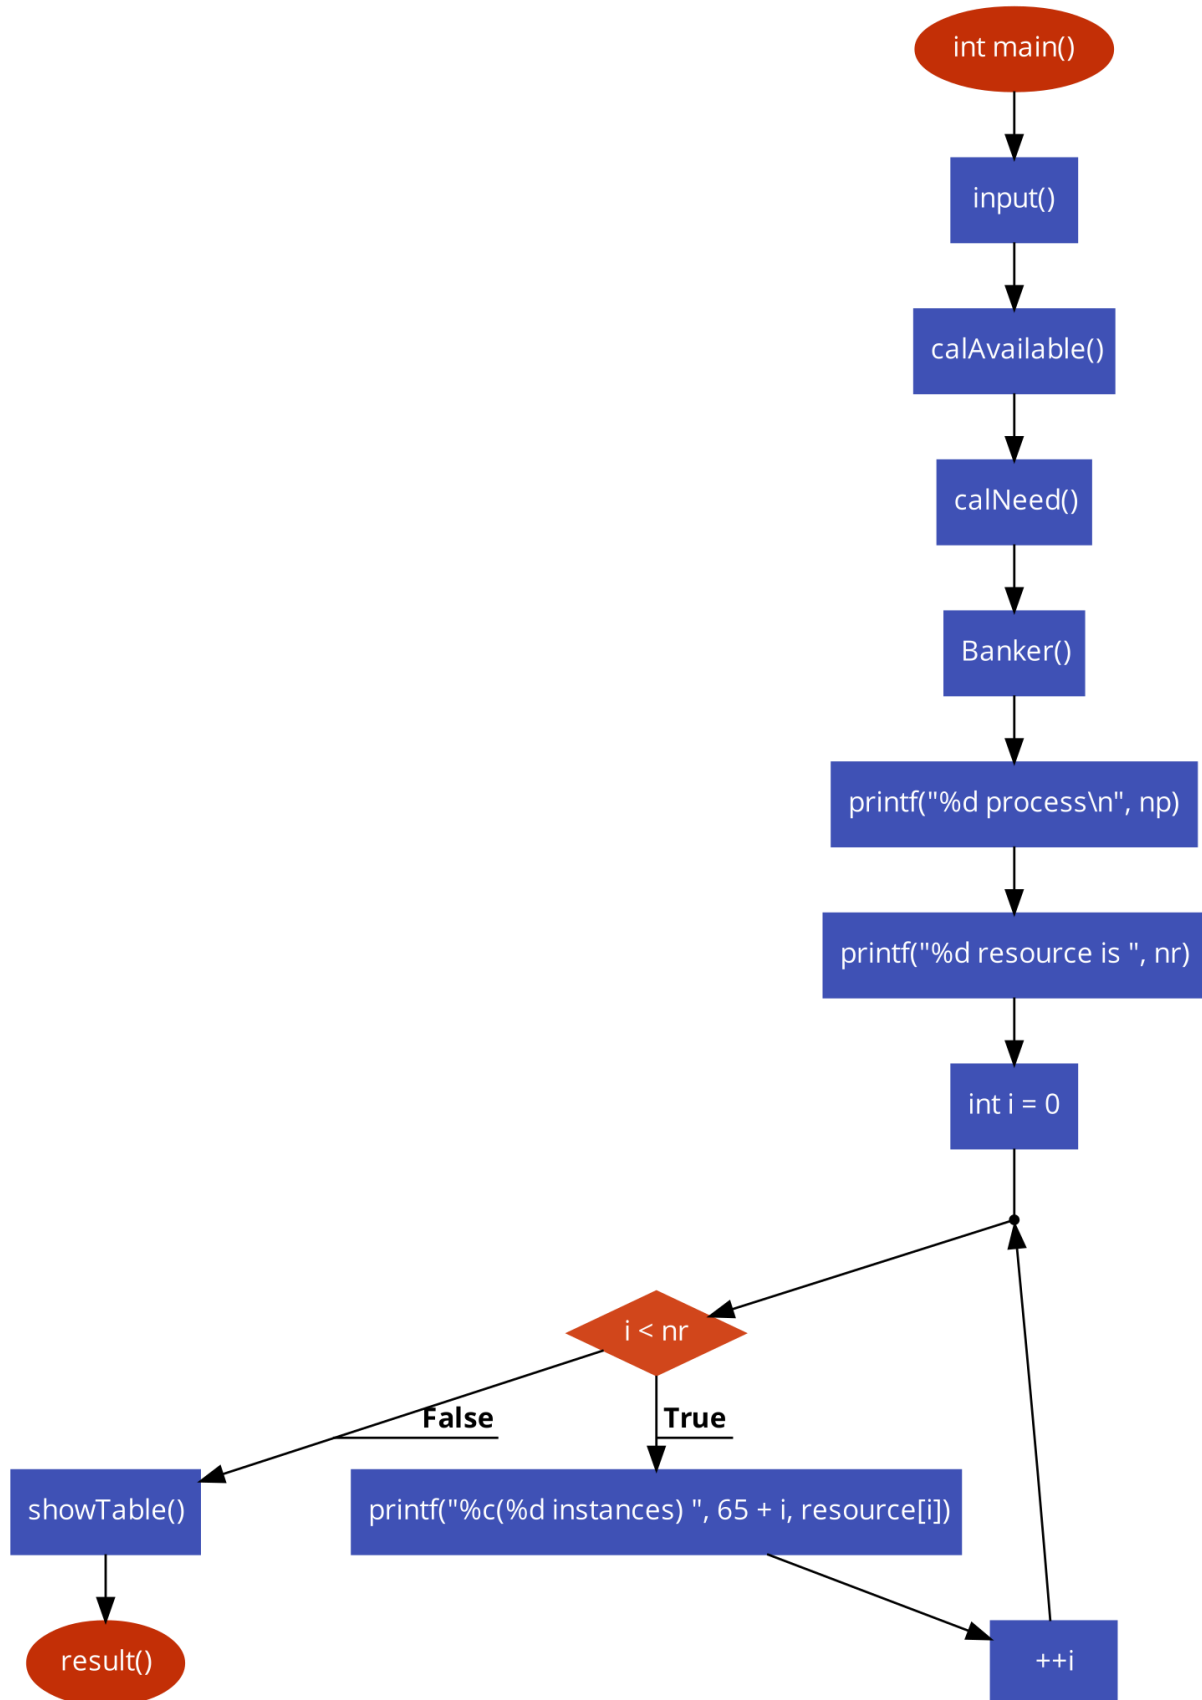 int main()
input()
calAvailable()
calNeed()
Banker()
printf("%d process\n", np)
printf("%d resource is ", nr)
int i = 0
i < nr
False
True
showTable()
printf("%c(%d instances) ", 65 + i, resource[i])
result()
++i